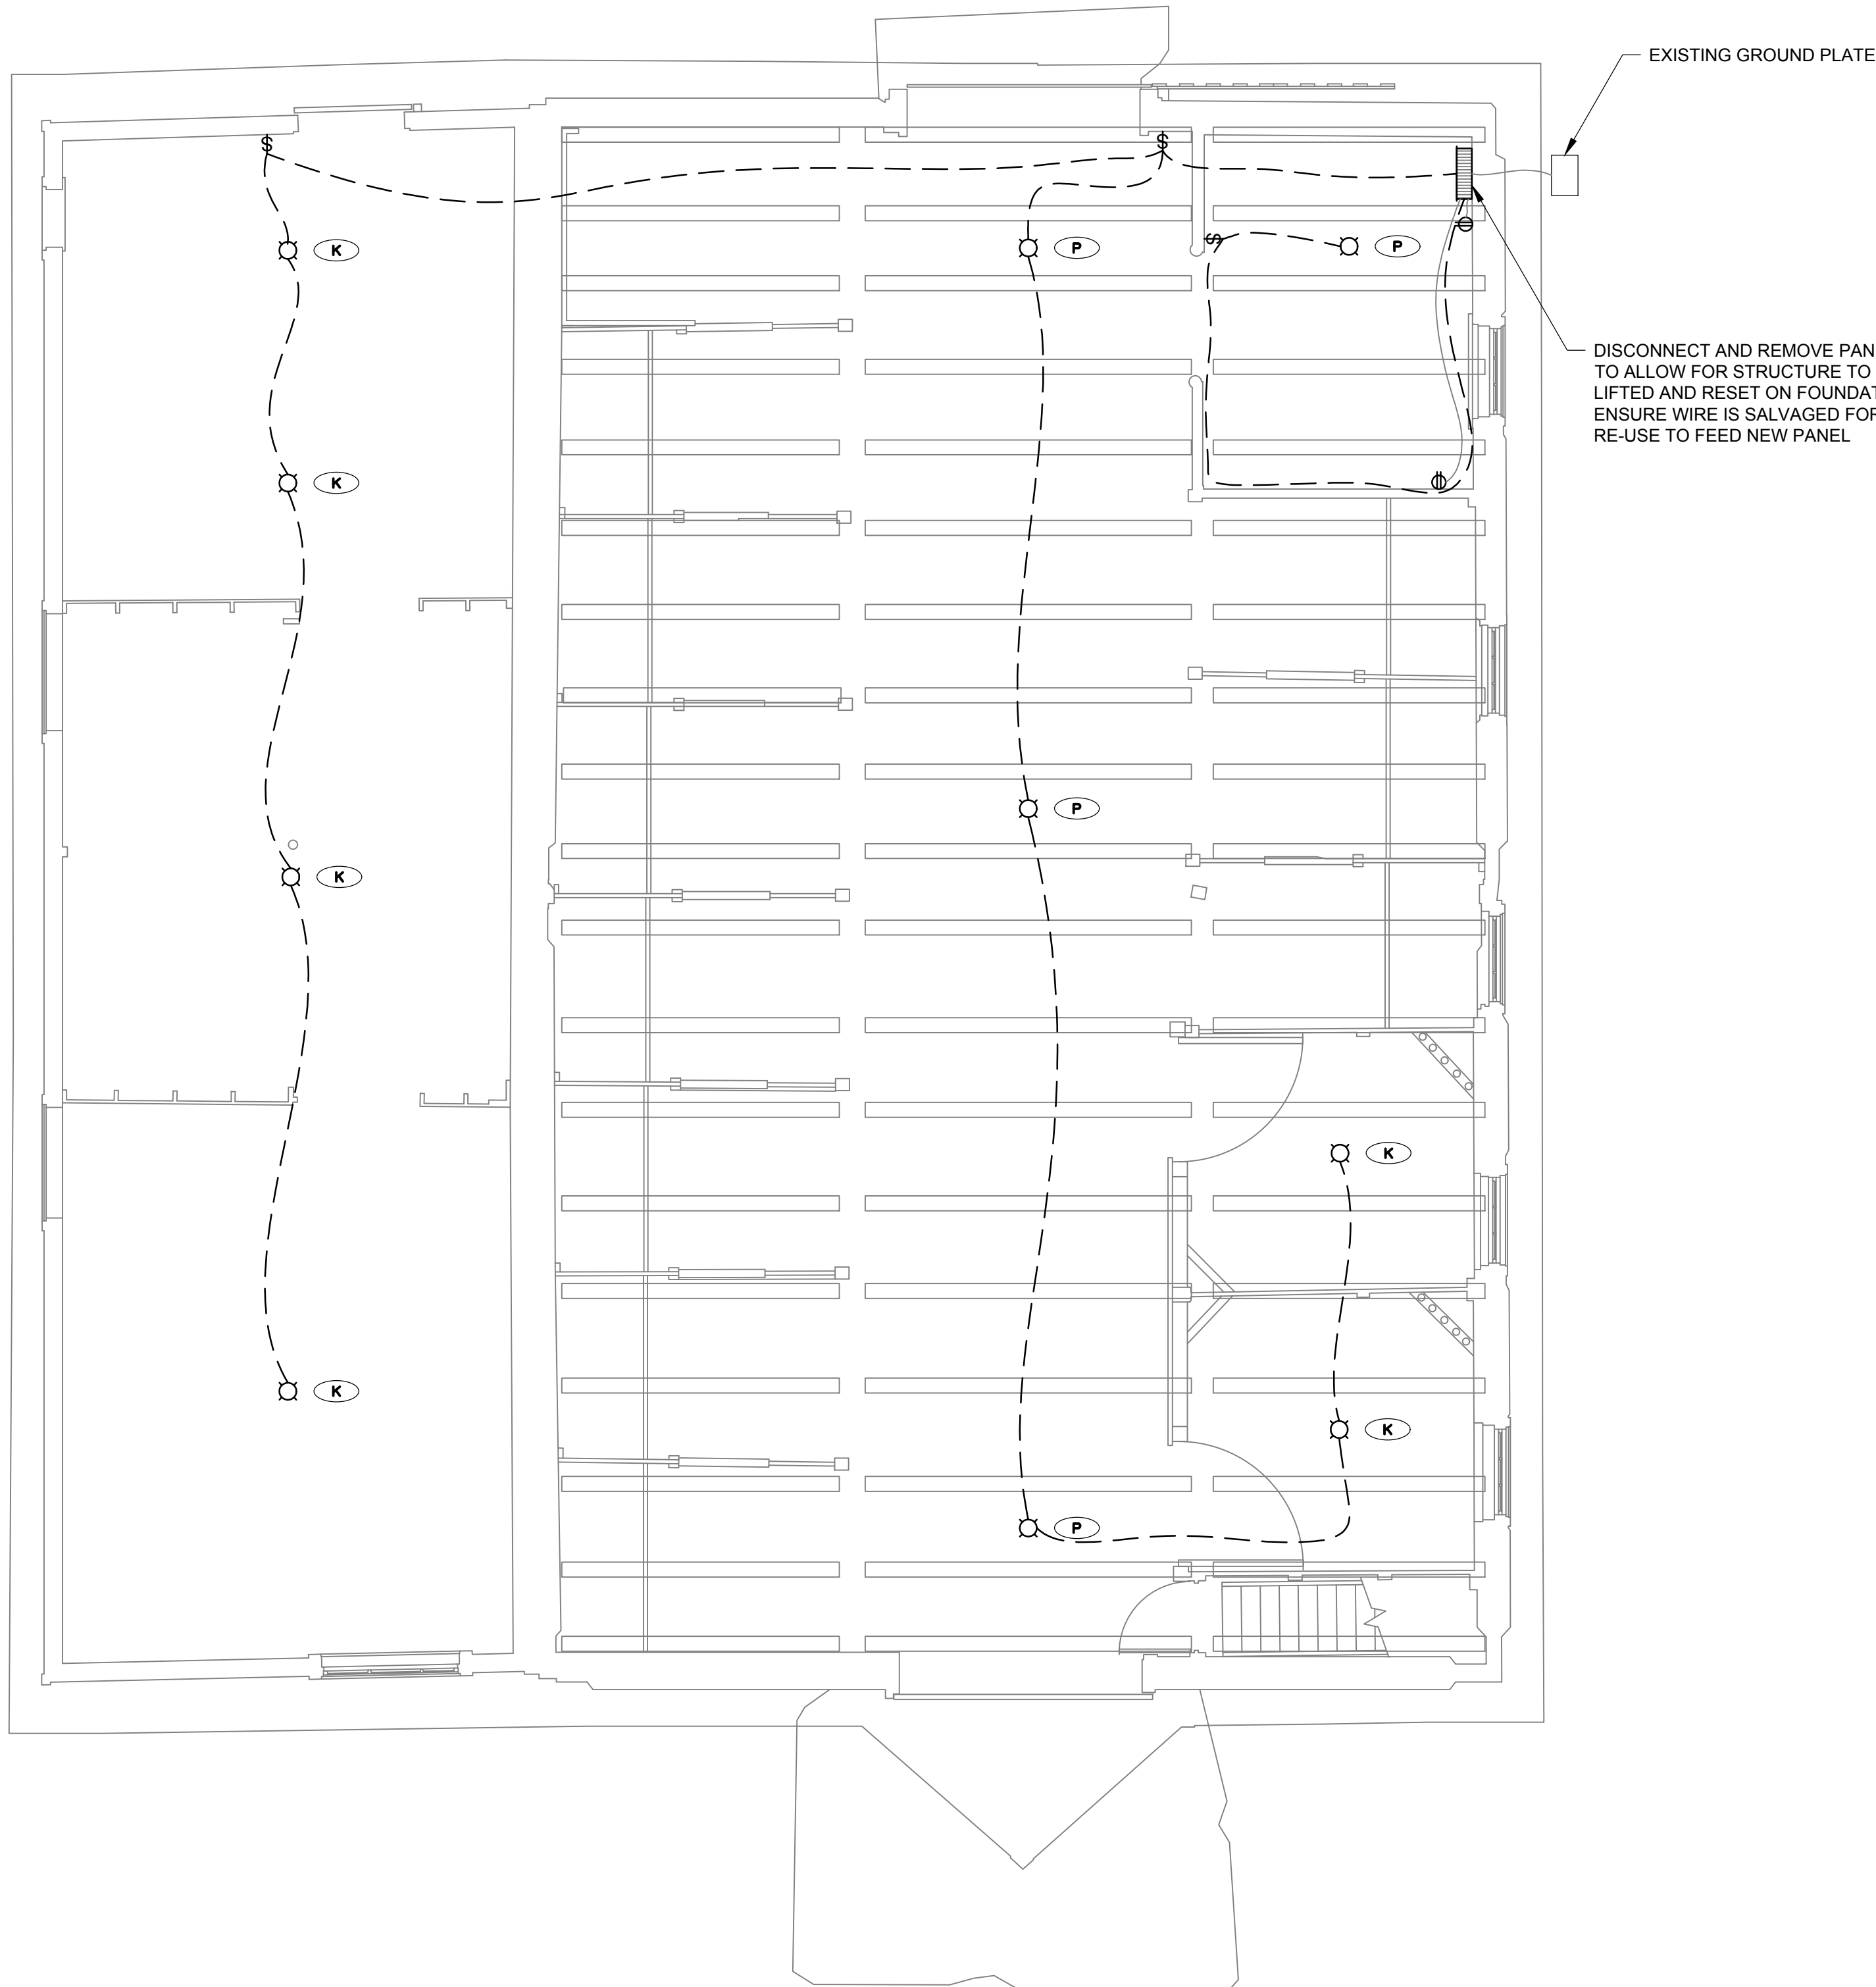 EXISTING GROUND PLATE
$
$
K
P
$
P
DISCONNECT AND REMOVE PAN
TO ALLOW FOR STRUCTURE TO
LIFTED AND RESET ON FOUNDAT
ENSURE WIRE IS SALVAGED FOR
RE-USE TO FEED NEW PANEL
K
P
K
K
K
K
P